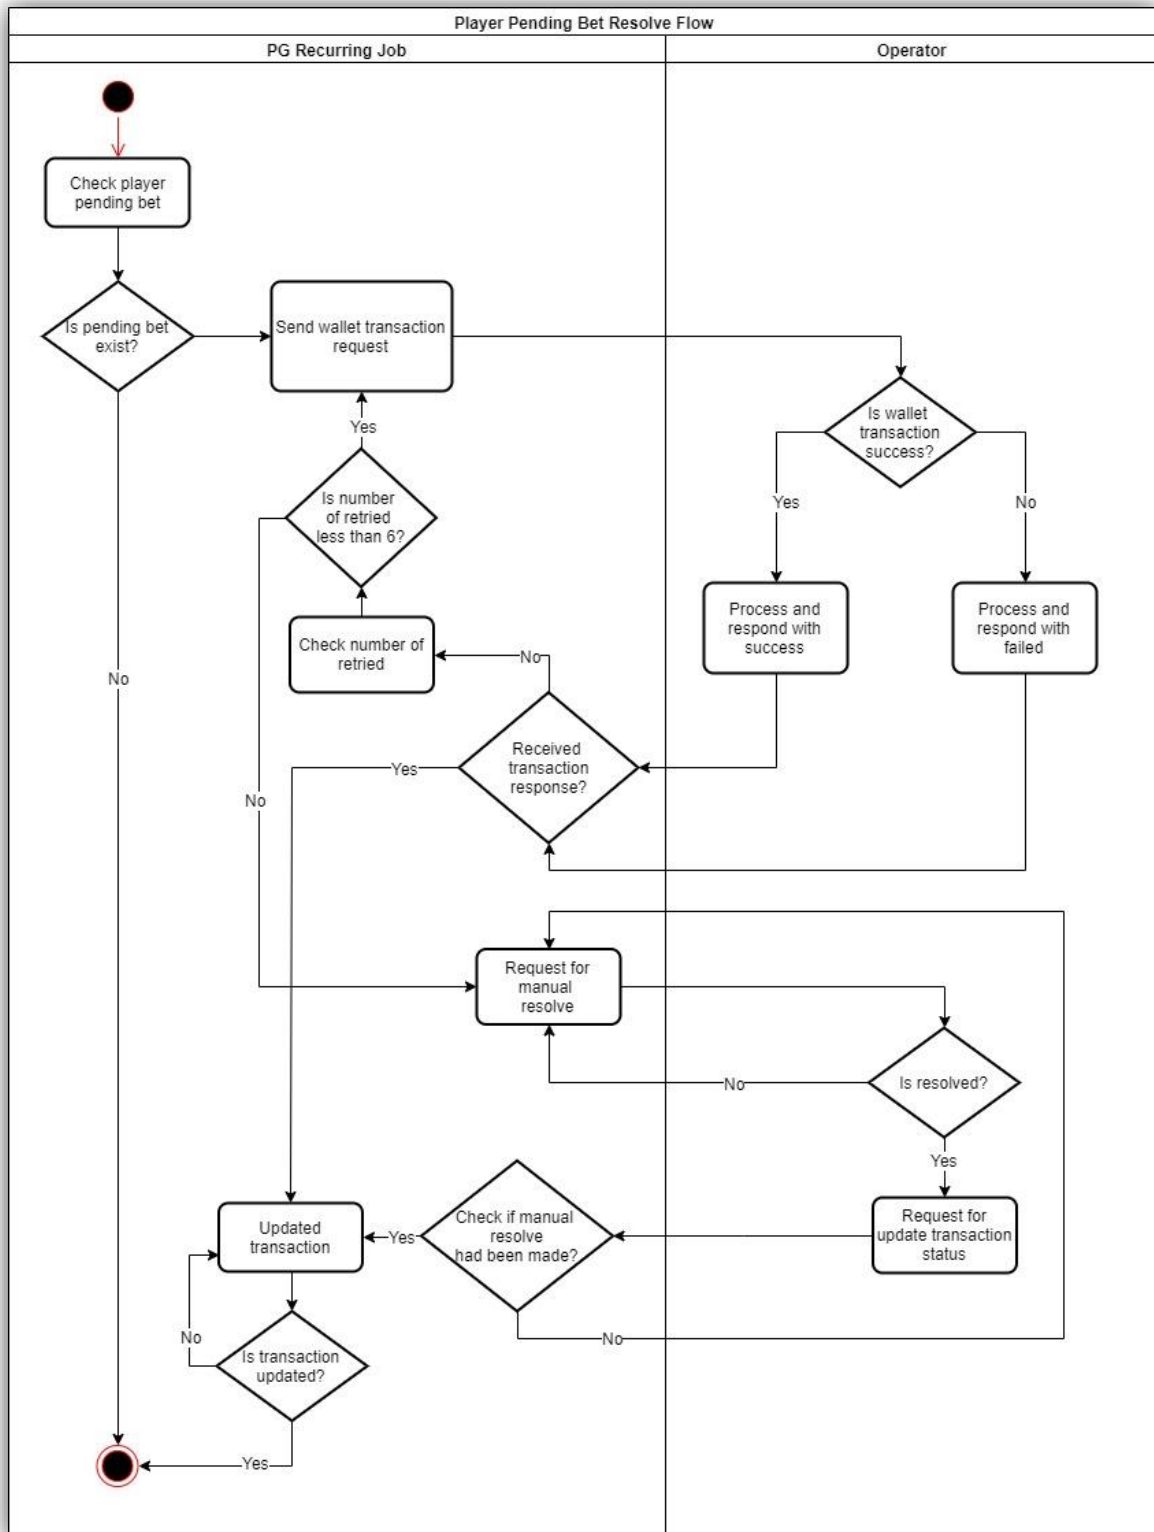 Player Pending Bet Resolve Flow
PG Recurring Job
Operator
Check player
pending bet
Is pending bet
exist?
Send wallet transaction
request
Is wallet
transaction
success?
Yes
Is number
of retried
less than 6?
Yes
No
Process and
respond with
success
Process and
respond with
failed
Check number of
retried
No
No
Received
transaction
response?
Yes
No
Request for
manual
resolve
Is resolved?
No
Yes
Check if manual
resolve
had been made?
Request for
update transaction
status
Updated
transaction
Yes
No
No
Is transaction
updated?
Yes